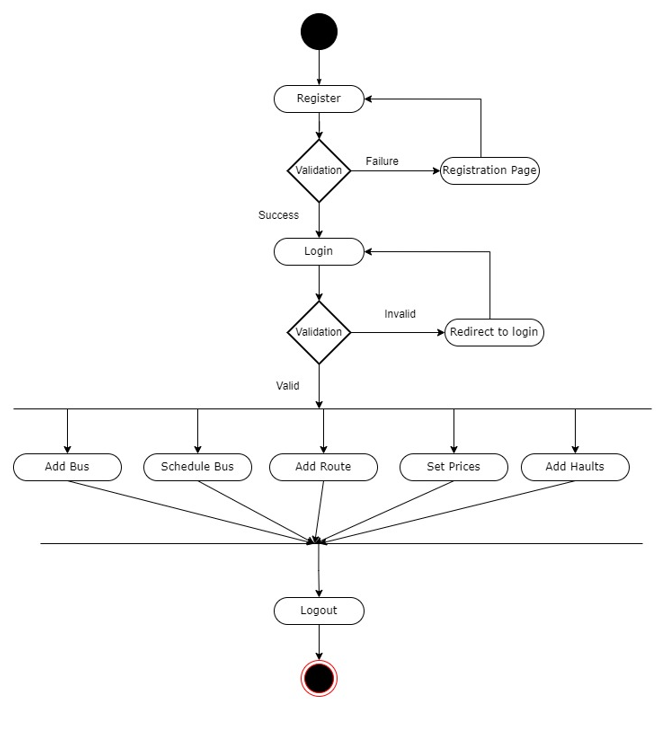 Register
Validation
Failure
Registration Page
Success
Login
Validation
Invalid
Redirect to login
Valid
Add Bus
Schedule Bus
Add Route
Set Prices
Add Haults
Logout